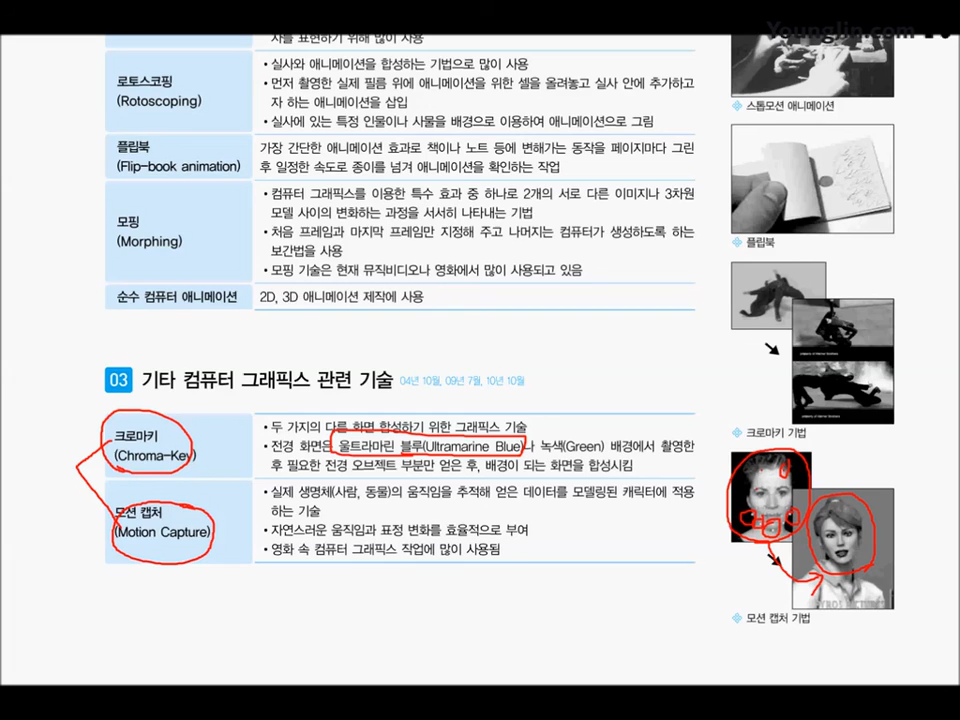 Younglin.com
자를 표현하기 위해 많이 사용
로토스코핑
(Rotoscoping)
• 실사와 애니메이션을 합성하는 기법으로 많이 사용
• 먼저 촬영한 실제 필름 위에 애니메이션을 위한 셀을 올려놓고 실사 안에 추가하고
자 하는 애니메이션을 삽입
• 실사에 있는 특정 인물이나 사물을 배경으로 이용하여 애니메이션으로 그림
플립북
(Flip-book animation)
가장 간단한 애니메이션 효과로 책이나 노트 등에 변해가는 동작을 페이지마다 그린
후 일정한 속도로 종이를 넘겨 애니메이션을 확인하는 작업
모핑
(Morphing)
• 컴퓨터 그래픽스를 이용한 특수 효과 중 하나로 2개의 서로 다른 이미지나 3차원
모델 사이의 변화하는 과정을 서서히 나타내는 기법
• 처음 프레임과 마지막 프레임만 지정해 주고 나머지는 컴퓨터가 생성하도록 하는
보간법을 사용
• 모핑 기술은 현재 뮤직비디오나 영화에서 많이 사용되고 있음
순수 컴퓨터 애니메이션
2D, 3D 애니메이션 제작에 사용
03 기타 컴퓨터 그래픽스 관련 기술 04년 10월, 09년 7월, 10년 10월
크로마키
(Chroma-Key)
• 두 가지의 다른 화면 합성하기 위한 그래픽스 기술
• 전경 화면은 울트라마린 블루(Ultramarine Blue)나 녹색(Green) 배경에서 촬영한
후 필요한 전경 오브젝트 부분만 얻은 후, 배경이 되는 화면을 합성시킴
모션 캡처
(Motion Capture)
• 실제 생명체(사람, 동물)의 움직임을 추적해 얻은 데이터를 모델링된 캐릭터에 적용
하는 기술
• 자연스러운 움직임과 표정 변화를 효율적으로 부여
• 영화 속 컴퓨터 그래픽스 작업에 많이 사용됨
스톱모션 애니메이션
플립북
크로마키 기법
모션 캡처 기법